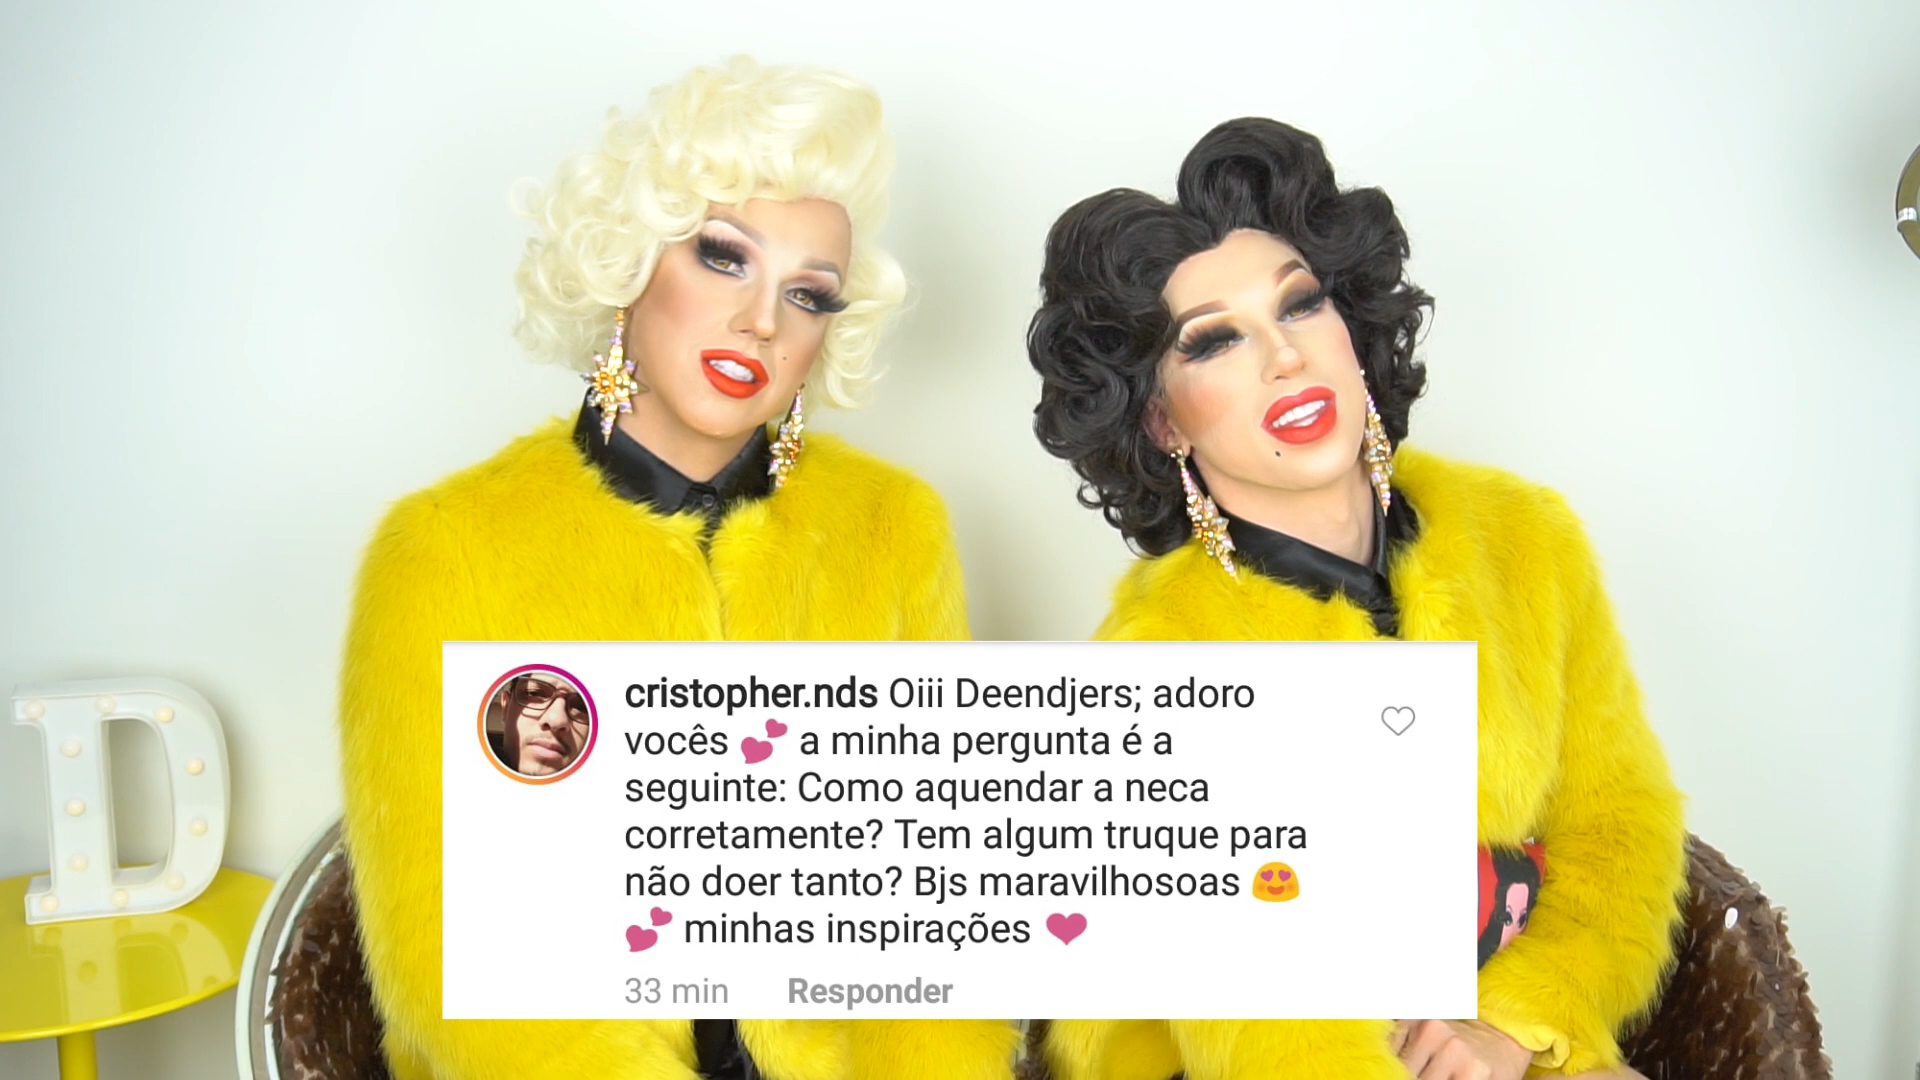 D
cristopher.nds Oiii Deendjers; adoro
vocês 💕 a minha pergunta é a
seguinte: Como aquendar a neca
corretamente? Tem algum truque para
não doer tanto? Bjs maravilhosoas 😍
💕 minhas inspirações ❤
33 min Responder